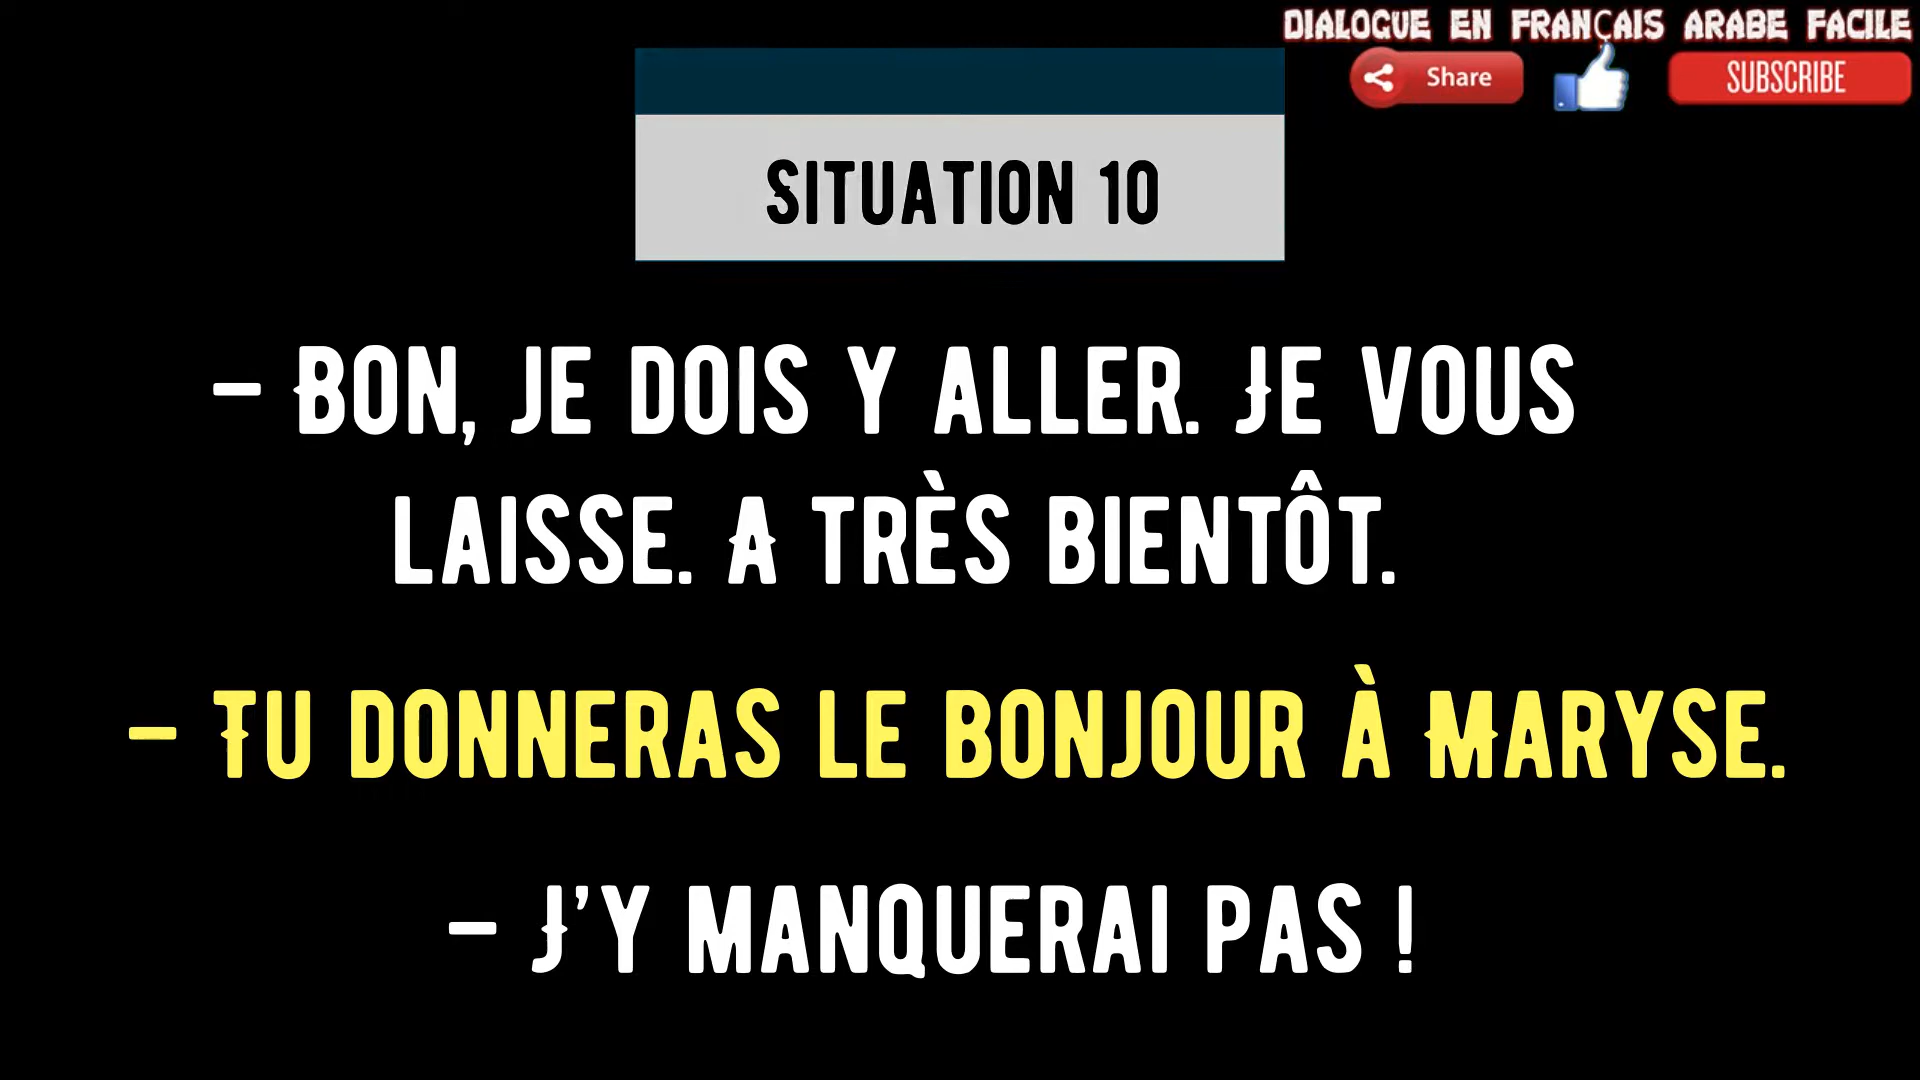 DIALOGUE EN FRANÇAIS ARABE FACILE
Share
SUBSCRIBE
SITUATION 10
– BON, JE DOIS Y ALLER. JE VOUS
LAISSE. A TRÈS BIENTÔT.
– TU DONNERAS LE BONJOUR À MARYSE.
– J'Y MANQUERAI PAS !